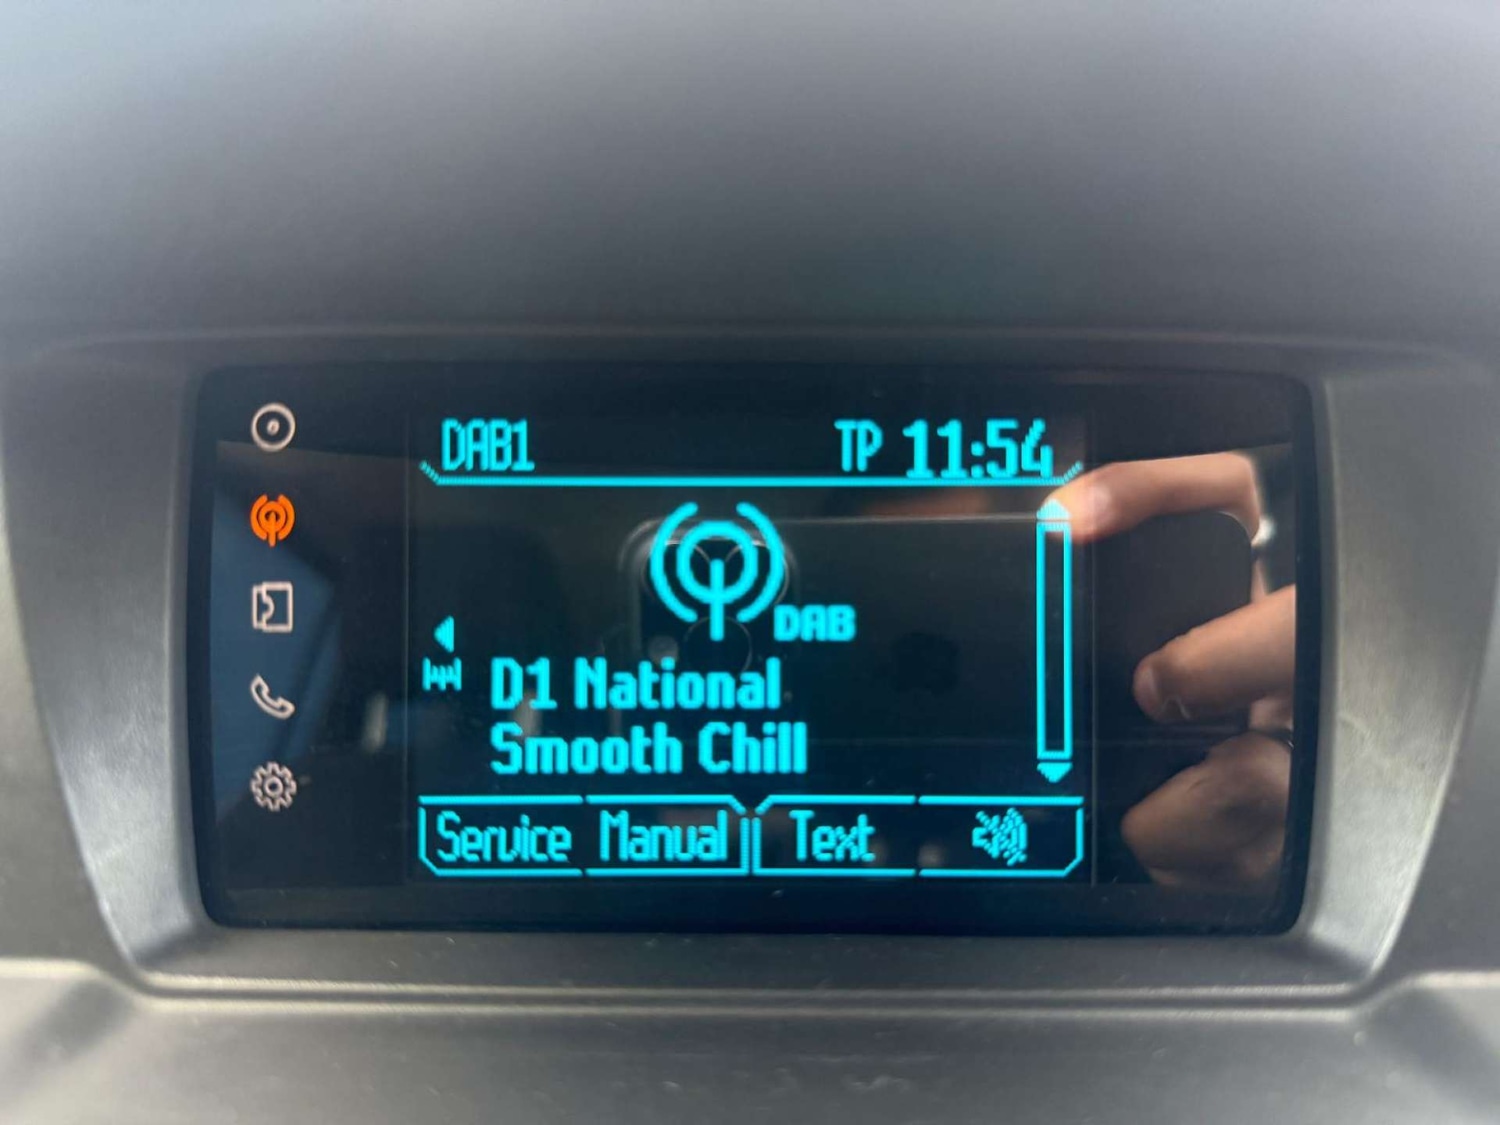 DAB1 TP 11:54
DAB
D1 National
Smooth Chill
Service Manual Text